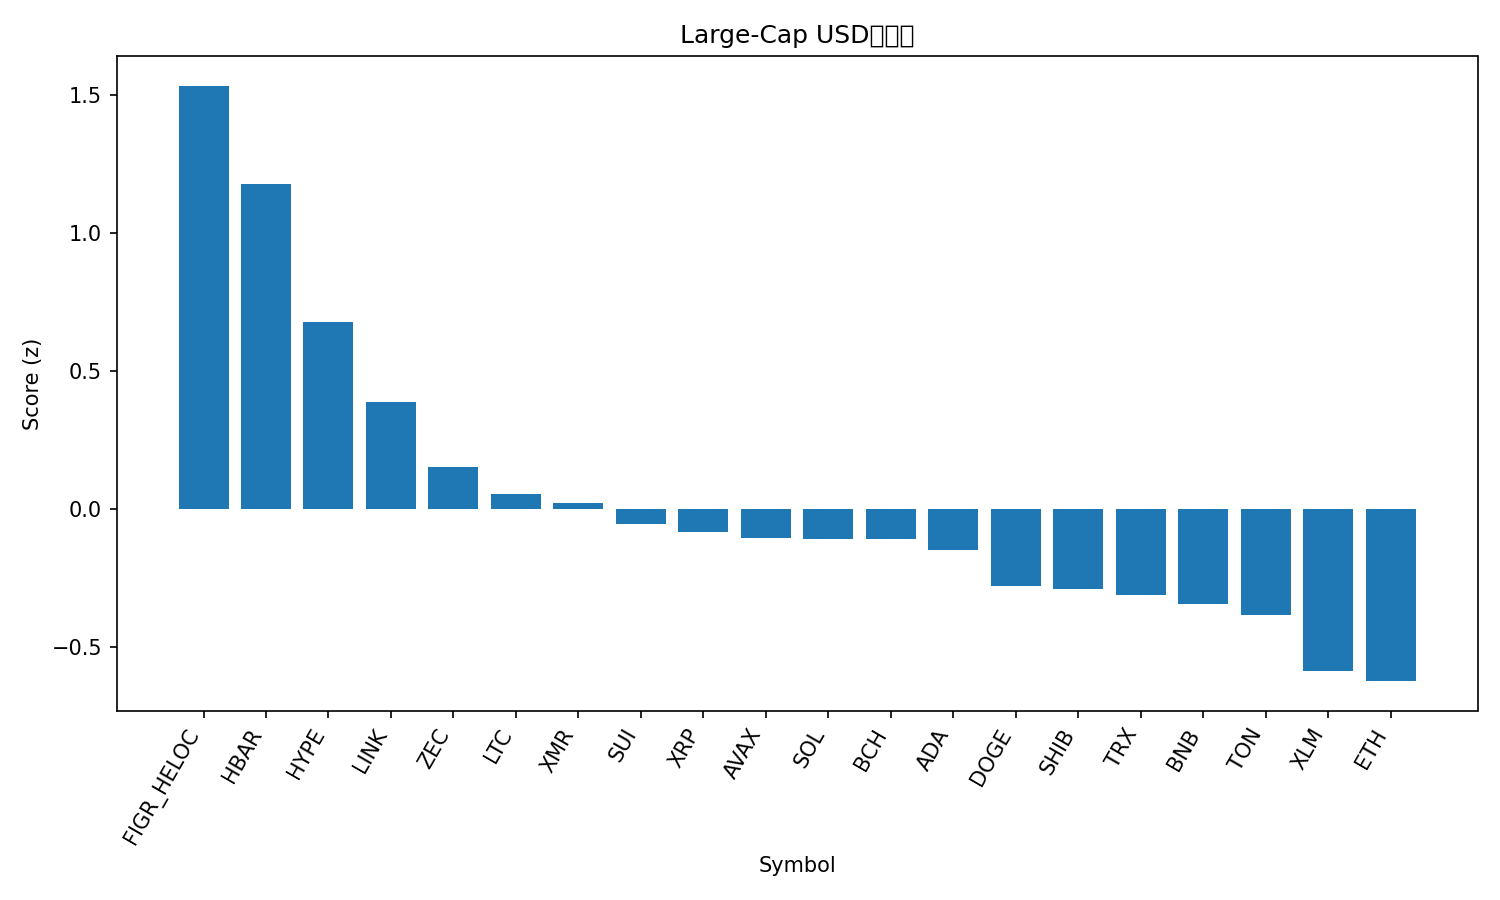 Large-Cap USD
Score (z)
1.5
1.0
0.5
0.0
−0.5
FIGR_HELOC
HBAR
HYPE
LINK
ZEC
LTC
XMR
SUI
XRP
AVAX
SOL
BCH
ADA
DOGE
SHIB
TRX
BNB
TON
XLM
ETH
Symbol